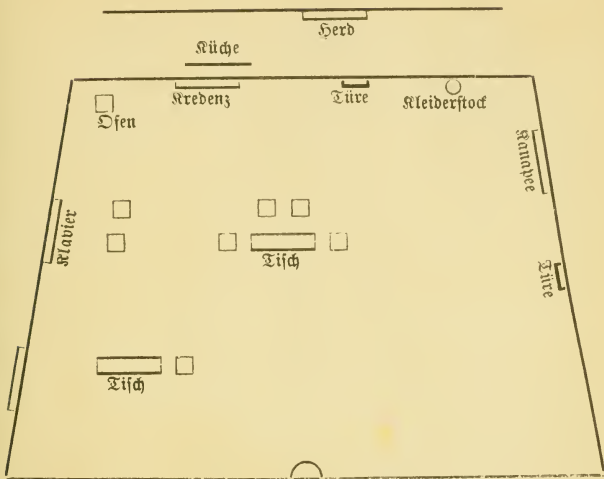 Herd
Küche
Kredenz
Türe
Kleiderstock
Ofen
Kanapee
Klavier
Tisch
Türe
Tisch